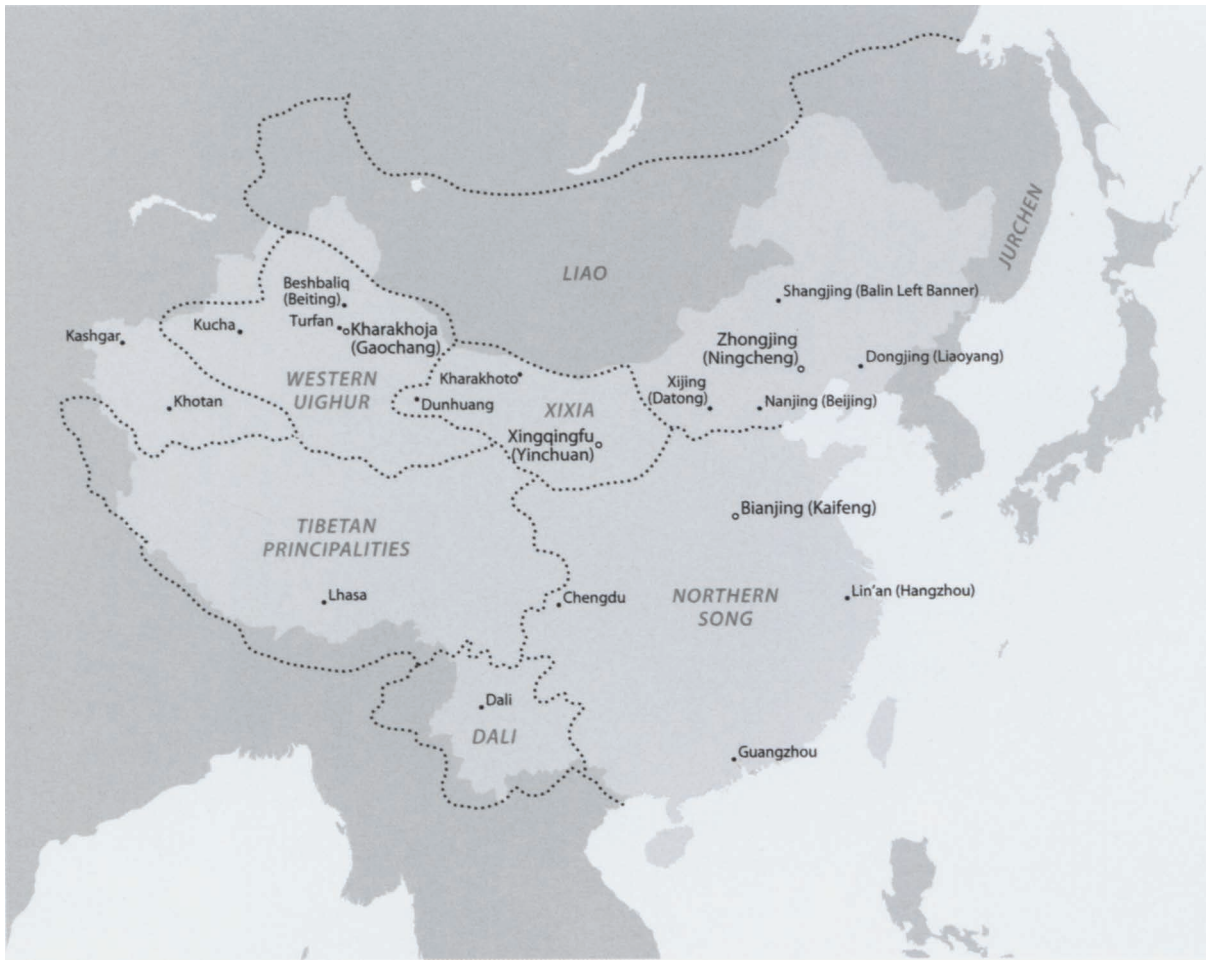 JURCHEN
LIAO
Beshbaliq
(Beiting)
Shangjing (Balin Left Banner)
Kashgar
Kucha
Turfan
Kharakhoja
(Gaochang)
Zhongjing
(Ningcheng)
Dongjing (Liaoyang)
WESTERN
UIGHUR
Kharakhoto
Dunhuang
XIXIA
Xijing
(Datong)
Nanjing (Beijing)
Khotan
Xingqingfu
(Yinchuan)
Bianjing (Kaifeng)
TIBETAN
PRINCIPALITIES
Lhasa
Chengdu
NORTHERN
SONG
Lin'an (Hangzhou)
Dali
DALI
Guangzhou